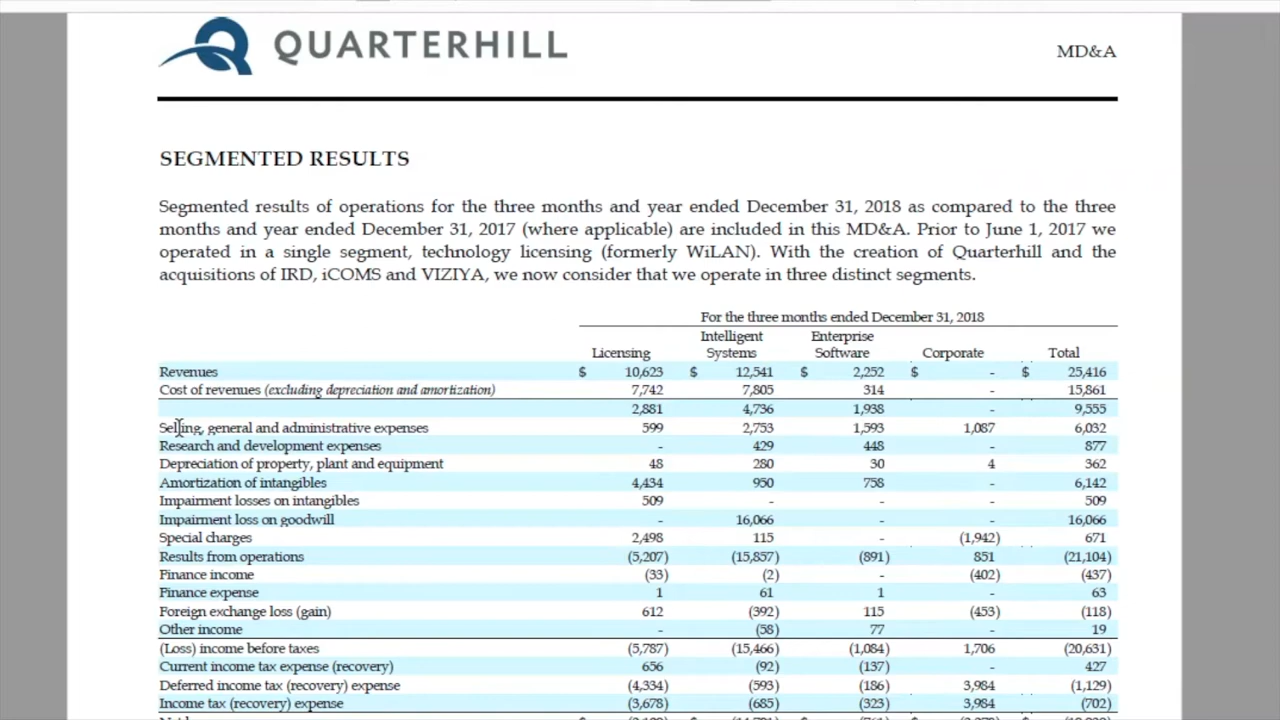 QUARTERHILL
MD&A
SEGMENTED RESULTS
Segmented results of operations for the three months and year ended December 31, 2018 as compared to the three
months and year ended December 31, 2017 (where applicable) are included in this MD&A. Prior to June 1, 2017 we
operated in a single segment, technology licensing (formerly WiLAN). With the creation of Quarterhill and the
acquisitions of IRD, iCOMS and VIZIYA, we now consider that we operate in three distinct segments.
For the three months ended December 31, 2018
Intelligent Enterprise
Licensing Systems Software Corporate Total
Revenues $ 10,623 $ 12,541 $ 2,252 $ - $ 25,416
Cost of revenues (excluding depreciation and amortization) 7,742 7,805 314 - 15,861
2,881 4,736 1,938 - 9,555
Selling, general and administrative expenses 599 2,753 1,593 1,087 6,032
Research and development expenses - 429 448 - 877
Depreciation of property, plant and equipment 48 280 30 4 362
Amortization of intangibles 4,434 950 758 - 6,142
Impairment losses on intangibles 509 - - - 509
Impairment loss on goodwill - 16,066 - - 16,066
Special charges 2,498 115 - (1,942) 671
Results from operations (5,207) (15,857) (891) 851 (21,104)
Finance income (33) (2) - (402) (437)
Finance expense 1 61 1 - 63
Foreign exchange loss (gain) 612 (392) 115 (453) (118)
Other income - (58) 77 - 19
(Loss) income before taxes (5,787) (15,466) (1,084) 1,706 (20,631)
Current income tax expense (recovery) 656 (92) (137) - 427
Deferred income tax (recovery) expense (4,334) (593) (186) 3,984 (1,129)
Income tax (recovery) expense (3,678) (685) (323) 3,984 (702)